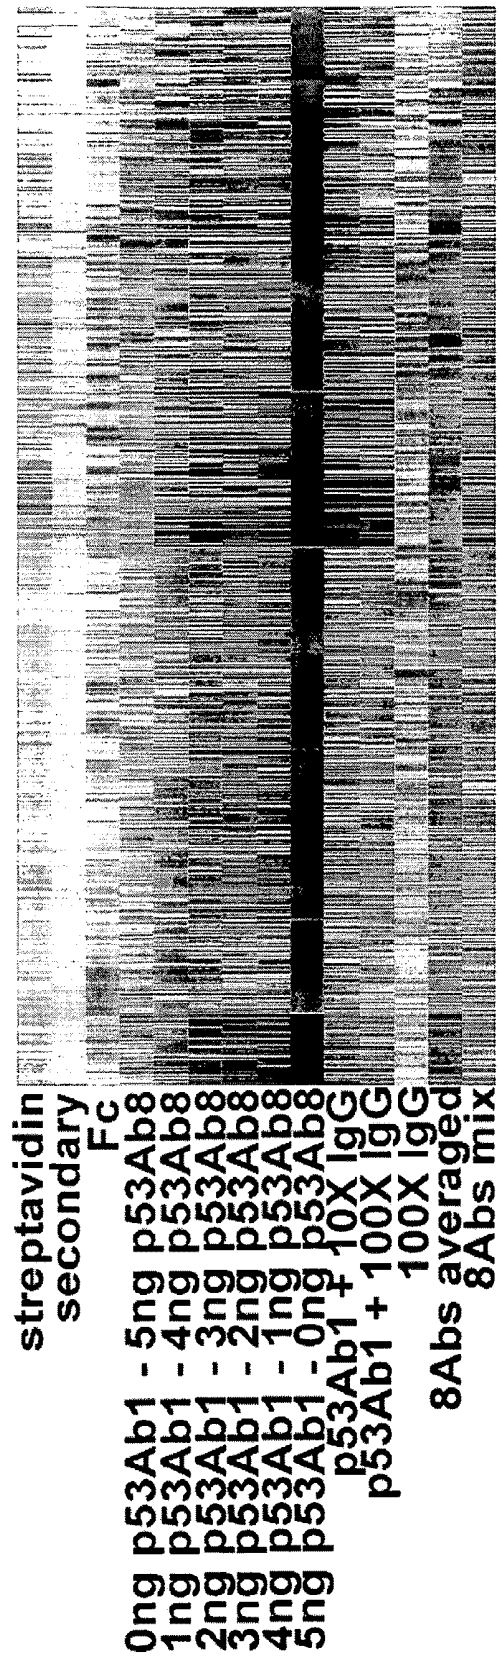 streptavidin
secondary
Fc
0ng p53Ab1 - 5ng p53Ab8
1ng p53Ab1 - 4ng p53Ab8
2ng p53Ab1 - 3ng p53Ab8
3ng p53Ab1 - 2ng p53Ab8
4ng p53Ab1 - 1ng p53Ab8
5ng p53Ab1 - 0ng p53Ab8
p53Ab1 + 10X IgG
p53Ab1 + 100X IgG
100X IgG
8Abs averaged
8Abs mix